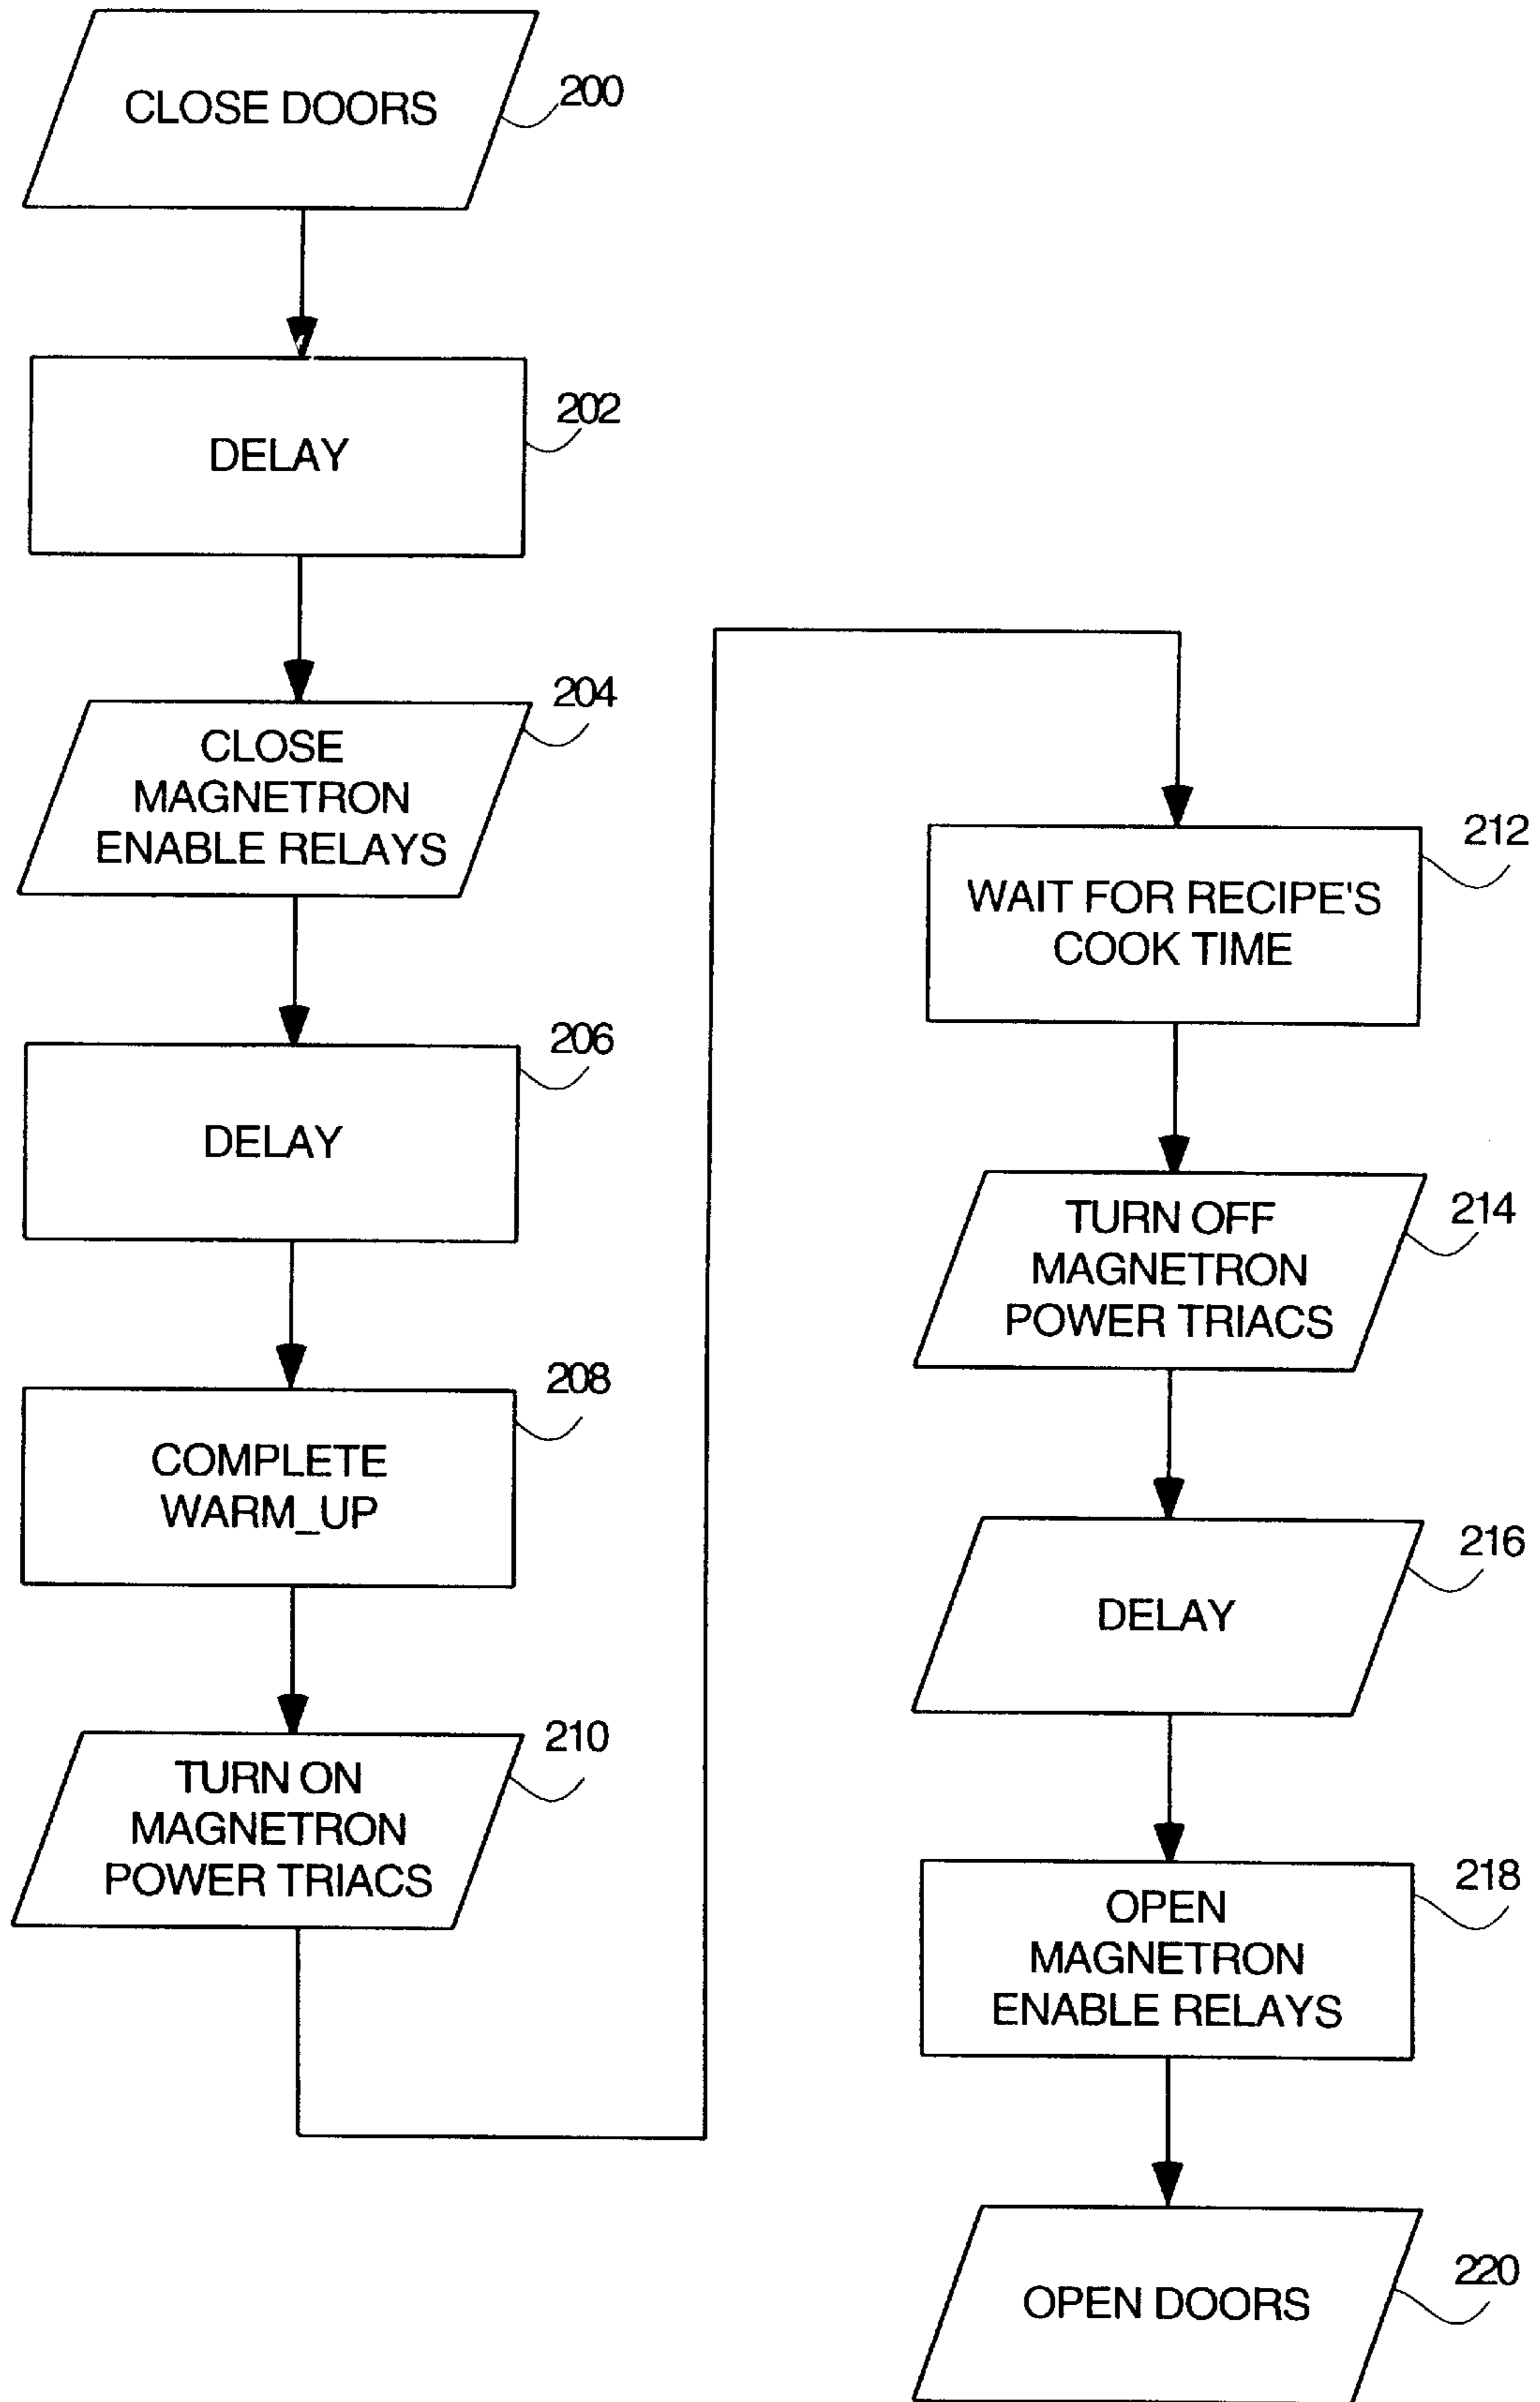 CLOSE DOORS
200
DELAY
202
CLOSE
MAGNETRON
ENABLE RELAYS
204
DELAY
206
COMPLETE
WARM_UP
208
TURN ON
MAGNETRON
POWER TRIACS
210
WAIT FOR RECIPE'S
COOK TIME
212
TURN OFF
MAGNETRON
POWER TRIACS
214
DELAY
216
OPEN
MAGNETRON
ENABLE RELAYS
218
OPEN DOORS
220